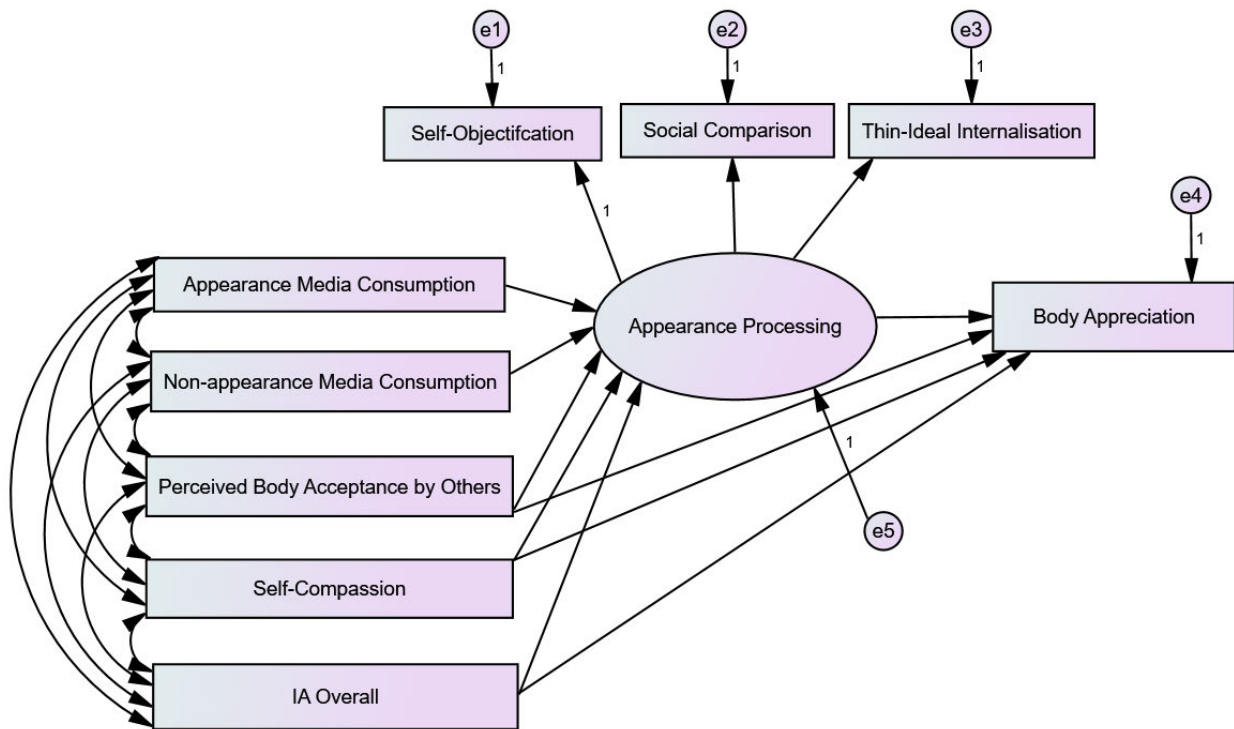 e1
e2
e3
1
1
1
Self-Objectifcation
Social Comparison
Thin-Ideal Internalisation
e4
1
1
Appearance Media Consumption
Appearance Processing
Body Appreciation
Non-appearance Media Consumption
1
Perceived Body Acceptance by Others
e5
Self-Compassion
IA Overall